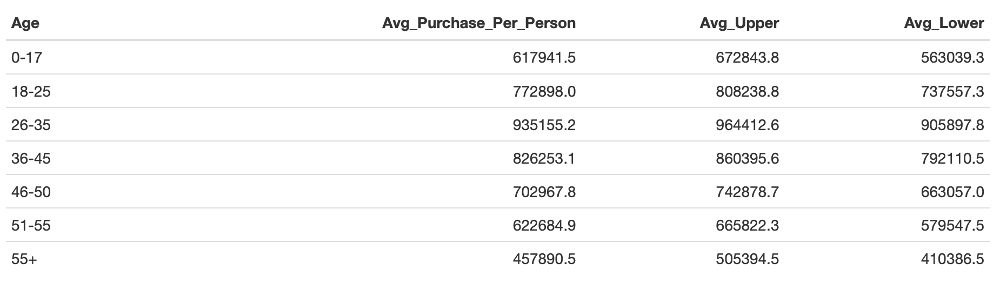 Age Avg_Purchase_Per_Person Avg_Upper Avg_Lower
0-17 617941.5 672843.8 563039.3
18-25 772898.0 808238.8 737557.3
26-35 935155.2 964412.6 905897.8
36-45 826253.1 860395.6 792110.5
46-50 702967.8 742878.7 663057.0
51-55 622684.9 665822.3 579547.5
55+ 457890.5 505394.5 410386.5